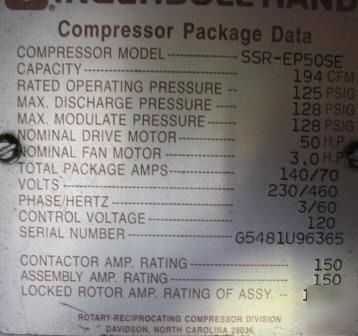 INGERSOLL-RAND
Compressor Package Data
COMPRESSOR MODEL SSR-EP50SE
CAPACITY 194 CFM
RATED OPERATING PRESSURE -- 125 PSIG
MAX. DISCHARGE PRESSURE 128 PSIG
MAX. MODULATE PRESSURE 128 PSIG
NOMINAL DRIVE MOTOR 50 H.P.
NOMINAL FAN MOTOR 3.0 H.P.
TOTAL PACKAGE AMPS 140/70
VOLTS 230/460
PHASE/HERTZ 3/60
CONTROL VOLTAGE 120
SERIAL NUMBER G5481U96365
CONTACTOR AMP. RATING 150
ASSEMBLY AMP. RATING 150
LOCKED ROTOR AMP. RATING OF ASSY. --
ROTARY-RECIPROCATING COMPRESSOR DIVISION
DAVIDSON, NORTH CAROLINA 28036